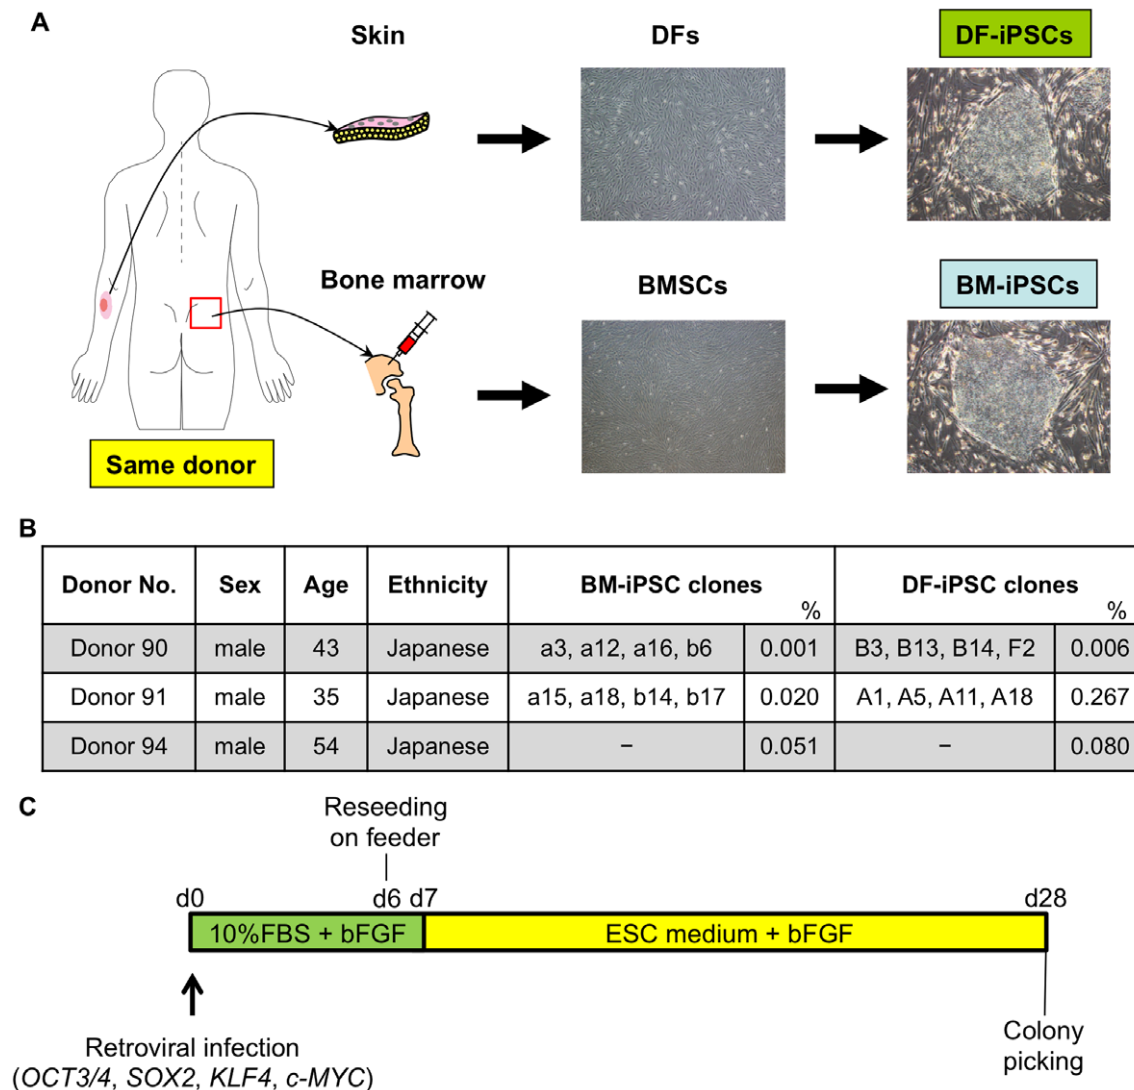 A
Skin
DFs
DF-iPSCs
Bone marrow
BMSCs
BM-iPSCs
Same donor
B
Donor No. Sex Age Ethnicity BM-iPSC clones % DF-iPSC clones %
Donor 90 male 43 Japanese a3, a12, a16, b6 0.001 B3, B13, B14, F2 0.006
Donor 91 male 35 Japanese a15, a18, b14, b17 0.020 A1, A5, A11, A18 0.267
Donor 94 male 54 Japanese − 0.051 − 0.080
C
Reseeding
on feeder
d0 d6 d7 d28
10%FBS + bFGF ESC medium + bFGF
Retroviral infection
(OCT3/4, SOX2, KLF4, c-MYC)
Colony
picking